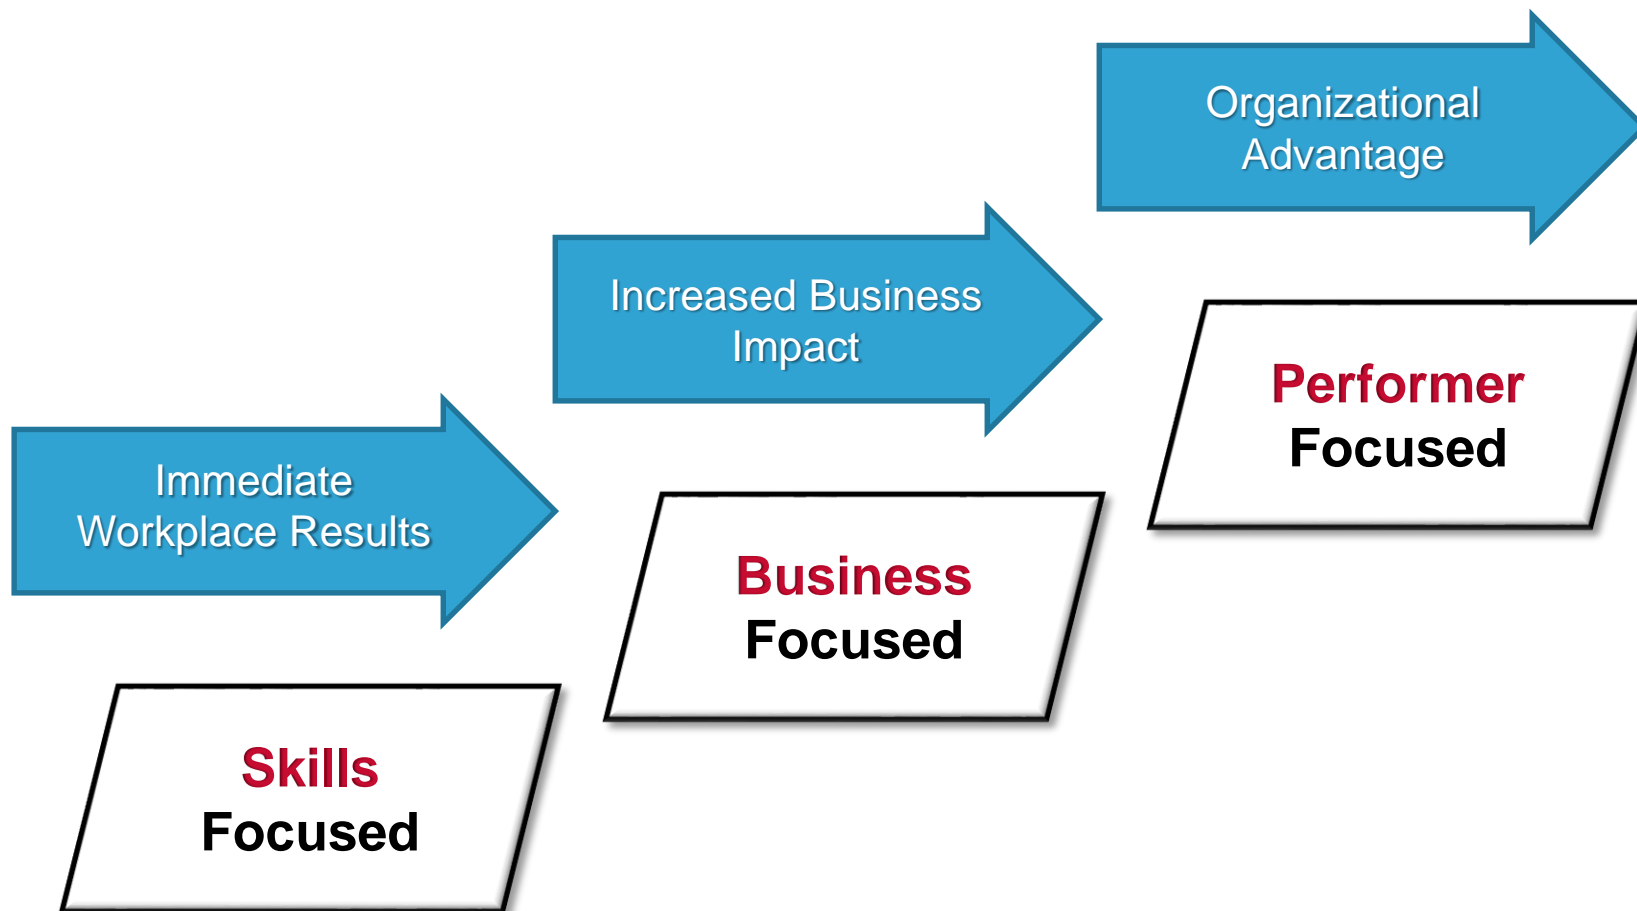 Immediate
Workplace Results
Skills
Focused
Increased Business
Impact
Business
Focused
Organizational
Advantage
Performer
Focused